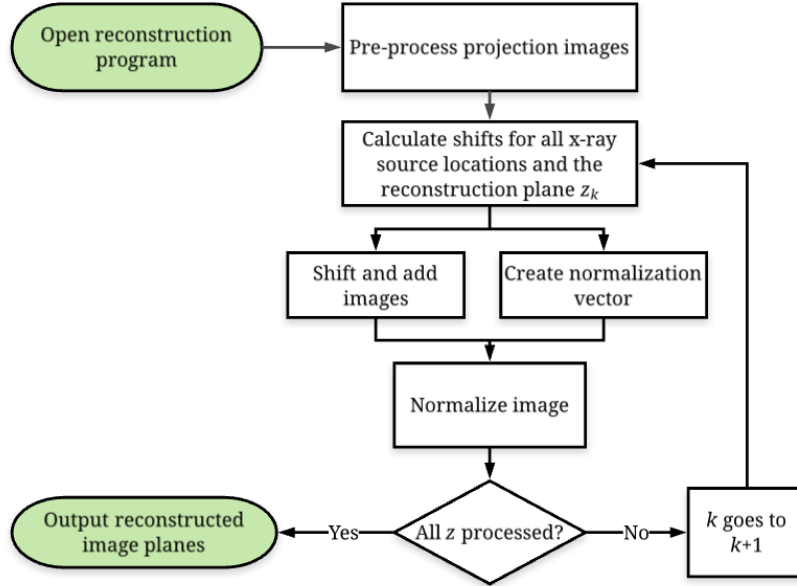 Open reconstruction
program
Pre-process projection images
Calculate shifts for all x-ray
source locations and the
reconstruction plane zₖ
Shift and add
images
Create normalization
vector
Normalize image
All z processed?
Yes
No
Output reconstructed
image planes
k goes to
k+1